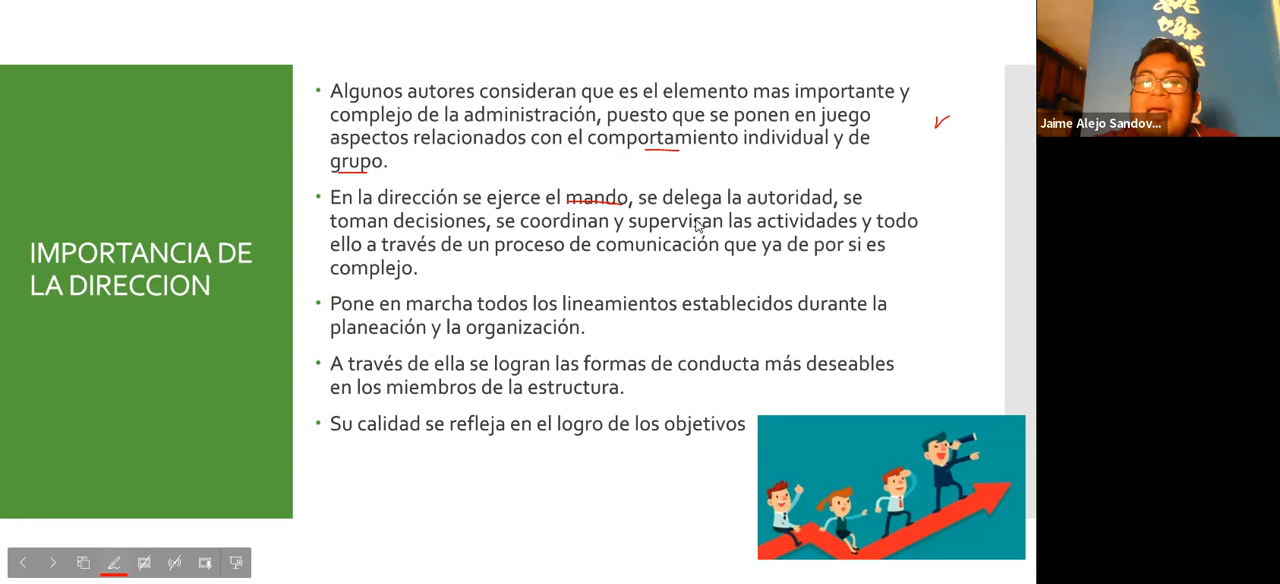 IMPORTANCIA DE
LA DIRECCION
• Algunos autores consideran que es el elemento mas importante y
complejo de la administración, puesto que se ponen en juego
aspectos relacionados con el comportamiento individual y de
grupo.
• En la dirección se ejerce el mando, se delega la autoridad, se
toman decisiones, se coordinan y supervisan las actividades y todo
ello a través de un proceso de comunicación que ya de por si es
complejo.
• Pone en marcha todos los lineamientos establecidos durante la
planeación y la organización.
• A través de ella se logran las formas de conducta más deseables
en los miembros de la estructura.
• Su calidad se refleja en el logro de los objetivos
Jaime Alejo Sandov...